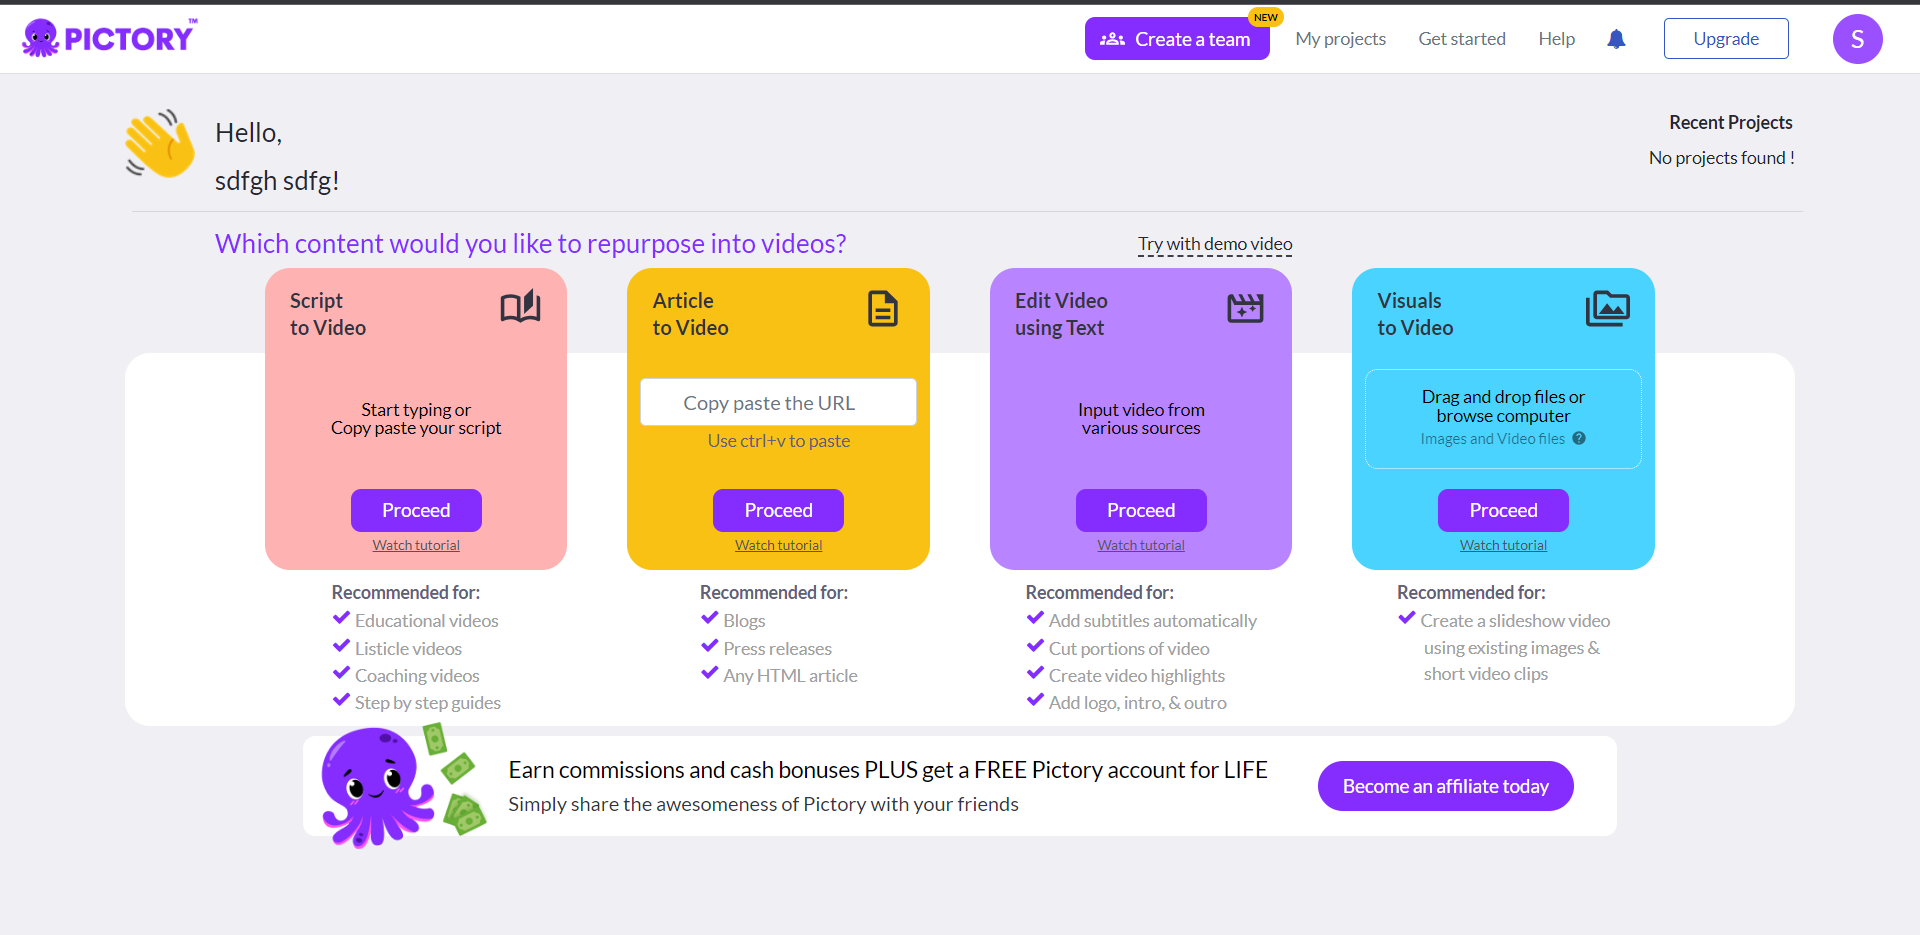 PICTORY™
NEW
Create a team
My projects
Get started
Help
Upgrade
S
Hello,
sdfgh sdfg!
Recent Projects
No projects found !
Which content would you like to repurpose into videos?
Try with demo video
Script
to Video
Start typing or
Copy paste your script
Proceed
Watch tutorial
Recommended for:
Educational videos
Listicle videos
Coaching videos
Step by step guides
Article
to Video
Copy paste the URL
Use ctrl+v to paste
Proceed
Watch tutorial
Recommended for:
Blogs
Press releases
Any HTML article
Edit Video
using Text
Input video from
various sources
Proceed
Watch tutorial
Recommended for:
Add subtitles automatically
Cut portions of video
Create video highlights
Add logo, intro, & outro
Visuals
to Video
Drag and drop files or
browse computer
Images and Video files ?
Proceed
Watch tutorial
Recommended for:
Create a slideshow video
using existing images &
short video clips
Earn commissions and cash bonuses PLUS get a FREE Pictory account for LIFE
Simply share the awesomeness of Pictory with your friends
Become an affiliate today